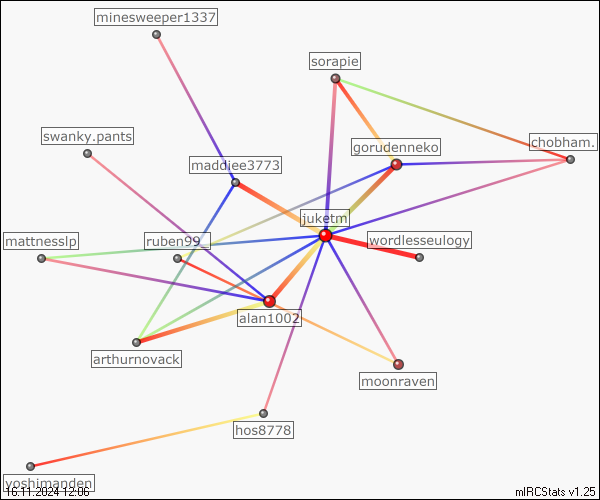 minesweeper1337
sorapie
swanky.pants
chobham.
gorudenneko
maddiee3773
juketm
mattnesslp
ruben99_
wordlesseulogy
alan1002
arthurnovack
moonraven
hos8778
yoshimanden
16.11.2024 12:06
mIRCStats v1.25